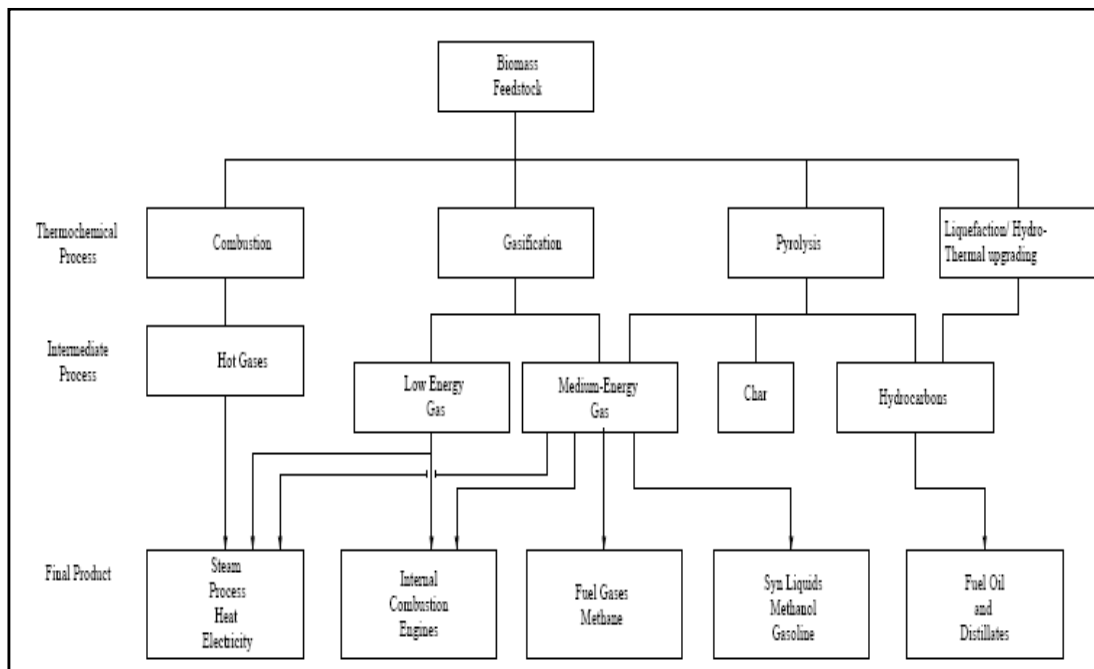 Biomass
Feedstock
Thermochemical
Process
Combustion
Gasification
Pyrolysis
Liquefaction/ Hydro-
Thermal upgrading
Intermediate
Process
Hot Gases
Low Energy
Gas
Medium-Energy
Gas
Char
Hydrocarbons
Final Product
Steam
Process
Heat
Electricity
Internal
Combustion
Engines
Fuel Gases
Methane
Syn Liquids
Methanol
Gasoline
Fuel Oil
and
Distillates